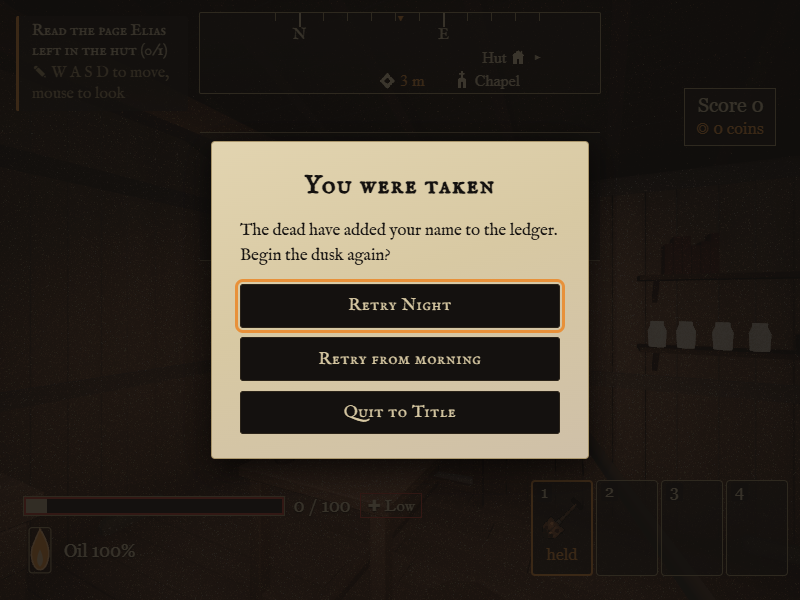 Read the page Elias
left in the hut (0/1)
W A S D to move,
mouse to look
N E
Hut
3 m Chapel
Score 0
0 coins
You were taken
The dead have added your name to the ledger.
Begin the dusk again?
Retry Night
Retry from morning
Quit to Title
0 / 100 + Low
Oil 100%
1 2 3 4
held